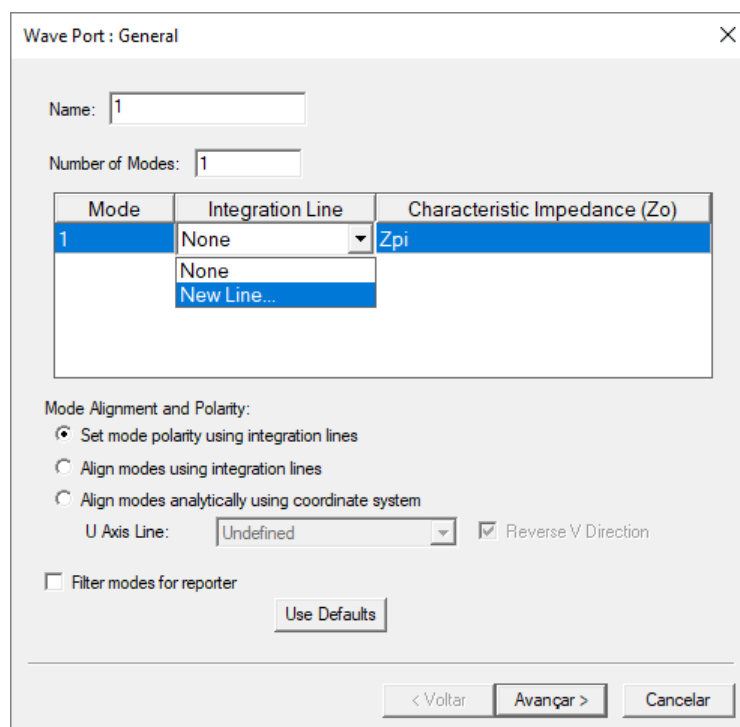 Wave Port : General
Name: 1
Number of Modes: 1
Mode Integration Line Characteristic Impedance (Zo)
1 None Zpi
None
New Line...
Mode Alignment and Polarity:
Set mode polarity using integration lines
Align modes using integration lines
Align modes analytically using coordinate system
U Axis Line: Undefined Reverse V Direction
Filter modes for reporter
Use Defaults
< Voltar Avançar > Cancelar